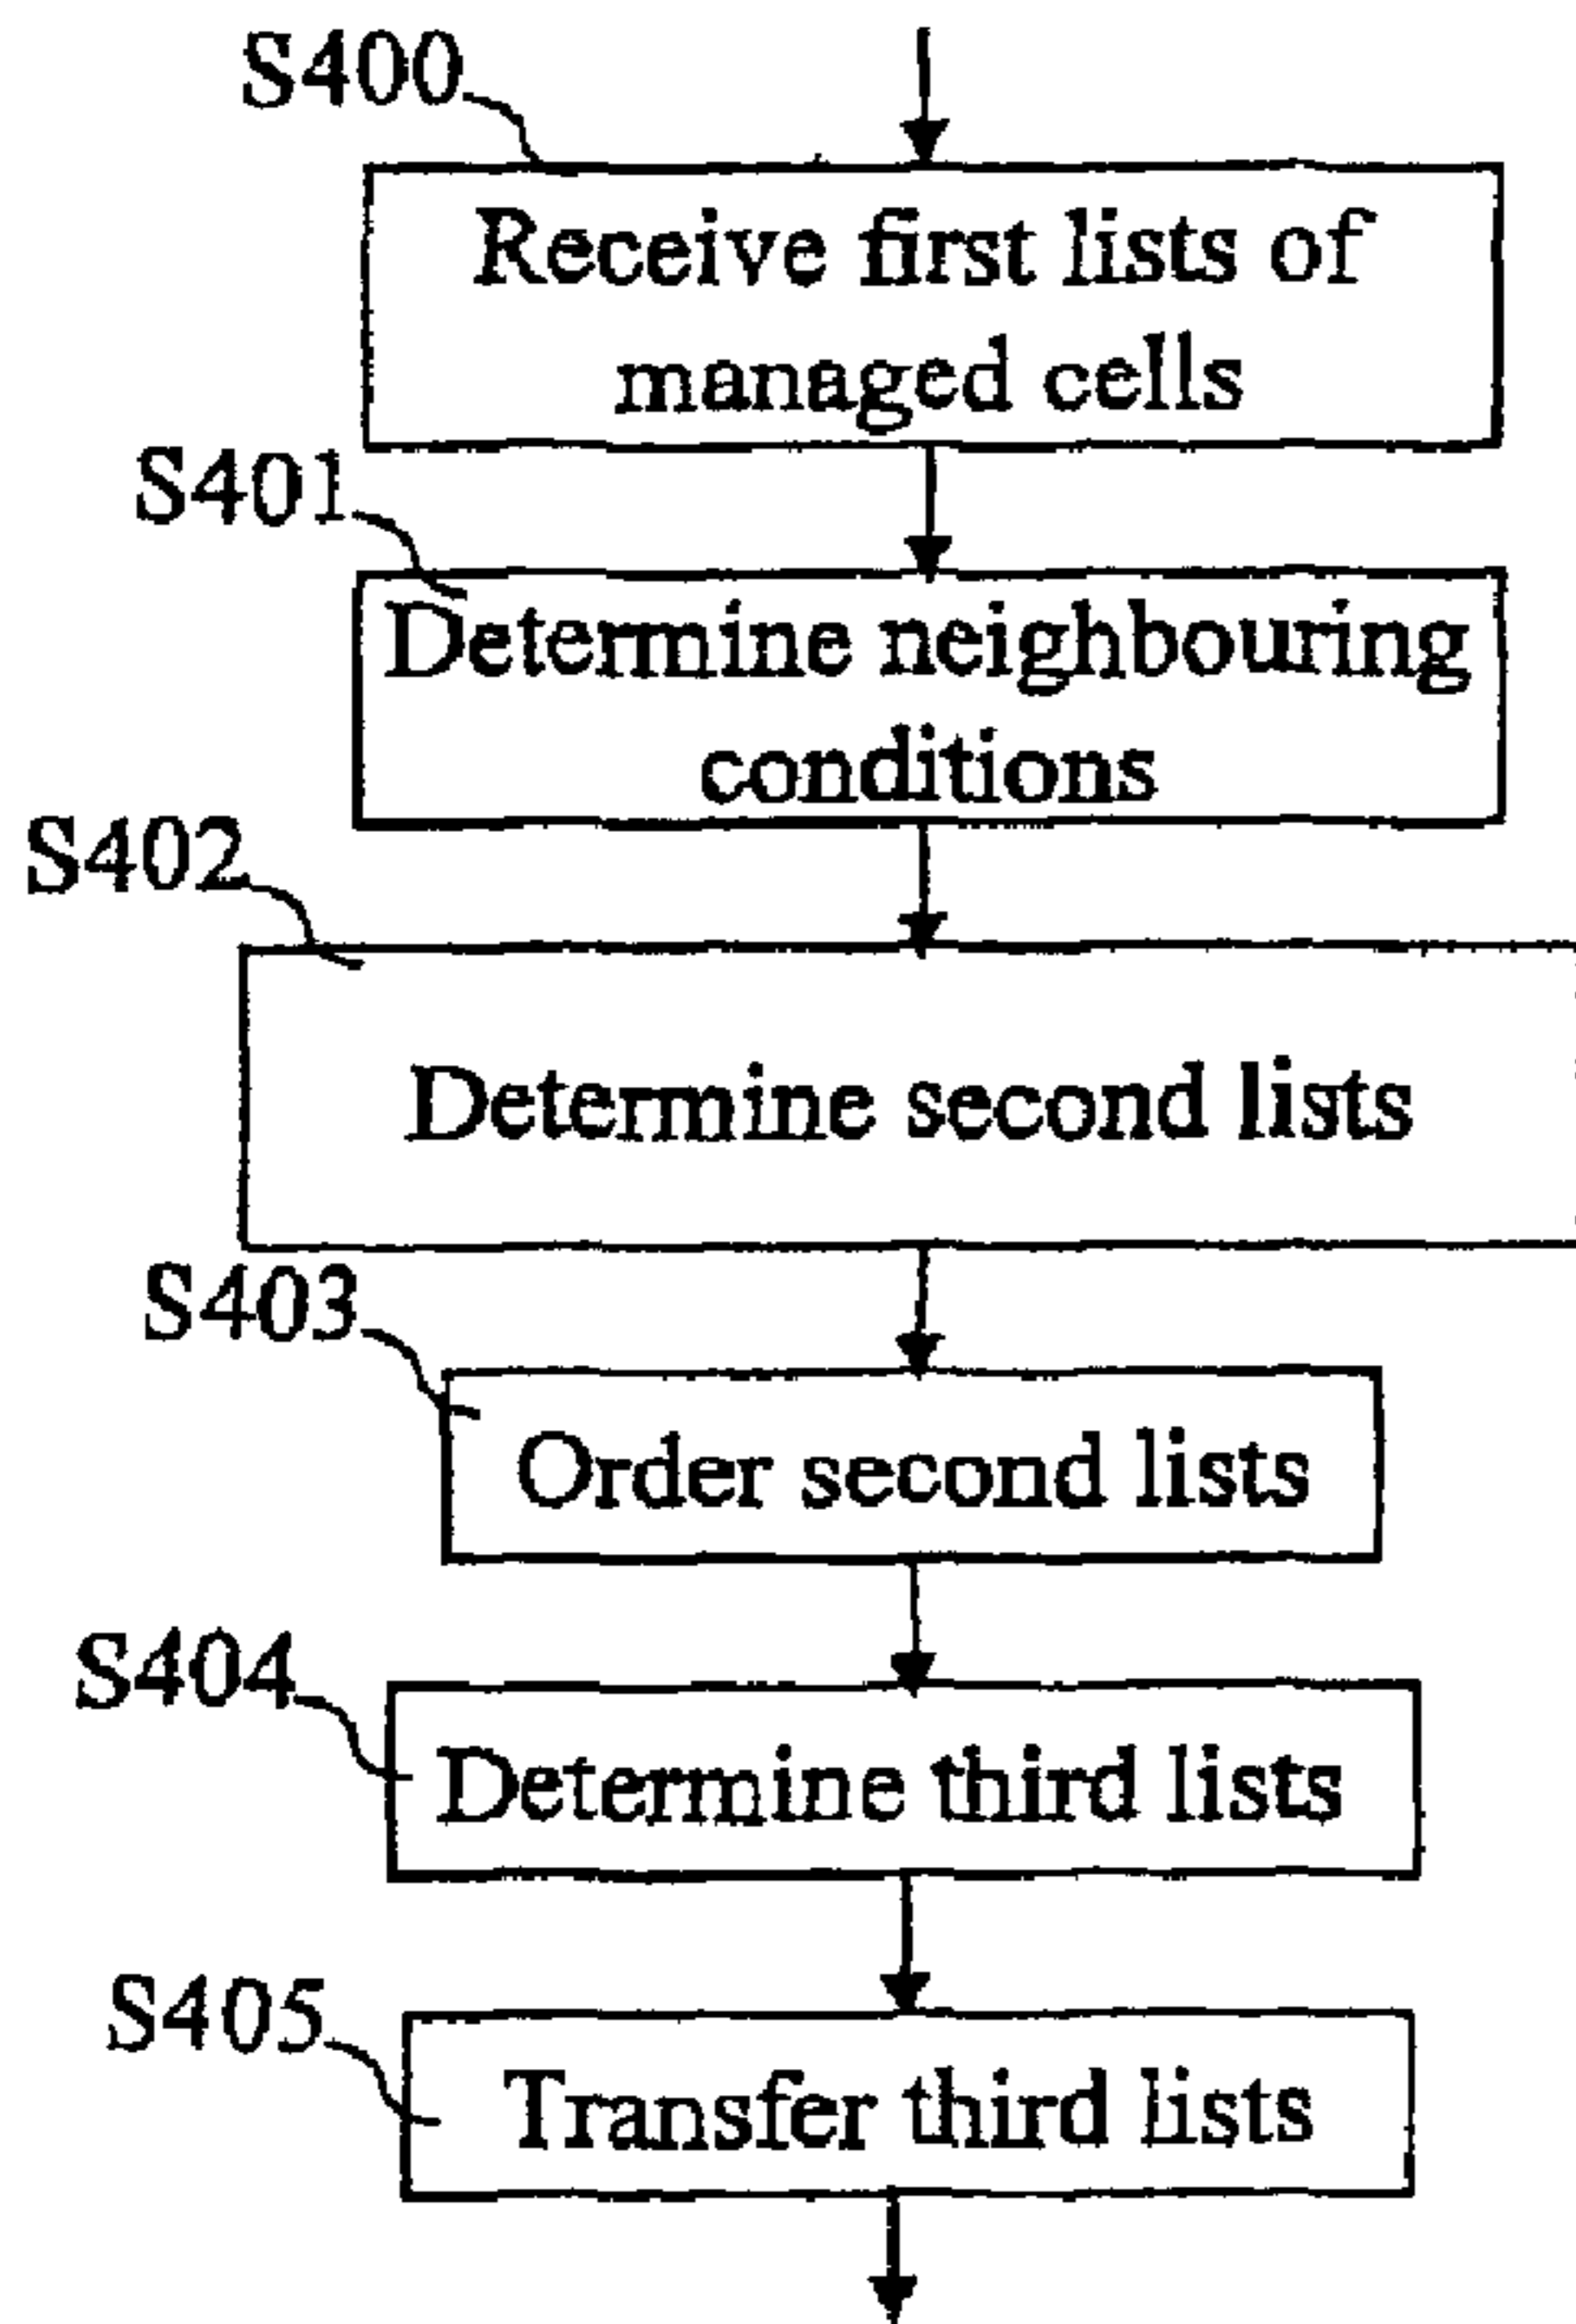 S400
Receive first lists of
managed cells
S401
Determine neighbouring
conditions
S402
Determine second lists
S403
Order second lists
S404
Determine third lists
S405
Transfer third lists